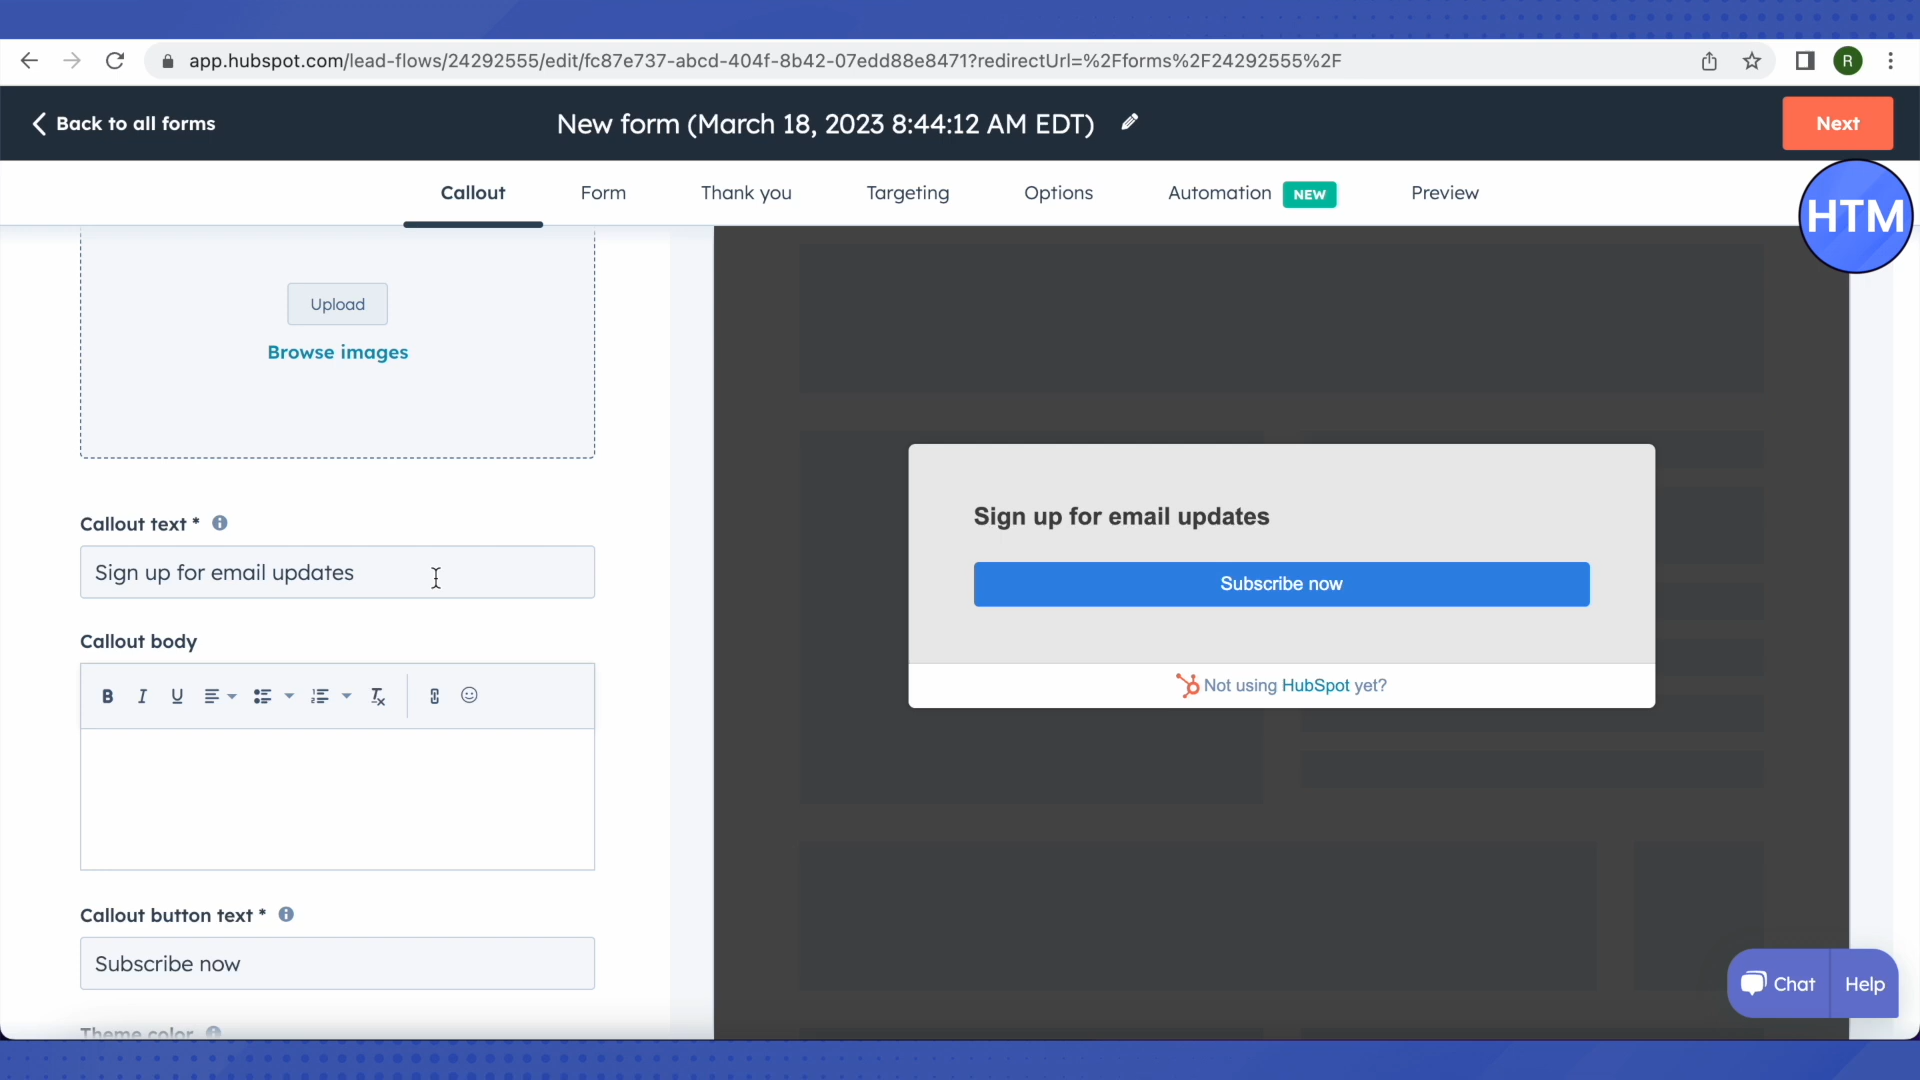 app.hubspot.com/lead-flows/24292555/edit/fc87e737-abcd-404f-8b42-07edd88e8471?redirectUrl=%2Fforms%2F24292555%2F
R
Back to all forms
New form (March 18, 2023 8:44:12 AM EDT)
Next
Callout
Form
Thank you
Targeting
Options
Automation NEW
Preview
HTM
Upload
Browse images
Callout text *
Sign up for email updates
Callout body
B I U
Callout button text *
Subscribe now
Theme color
Sign up for email updates
Subscribe now
Not using HubSpot yet?
Chat
Help